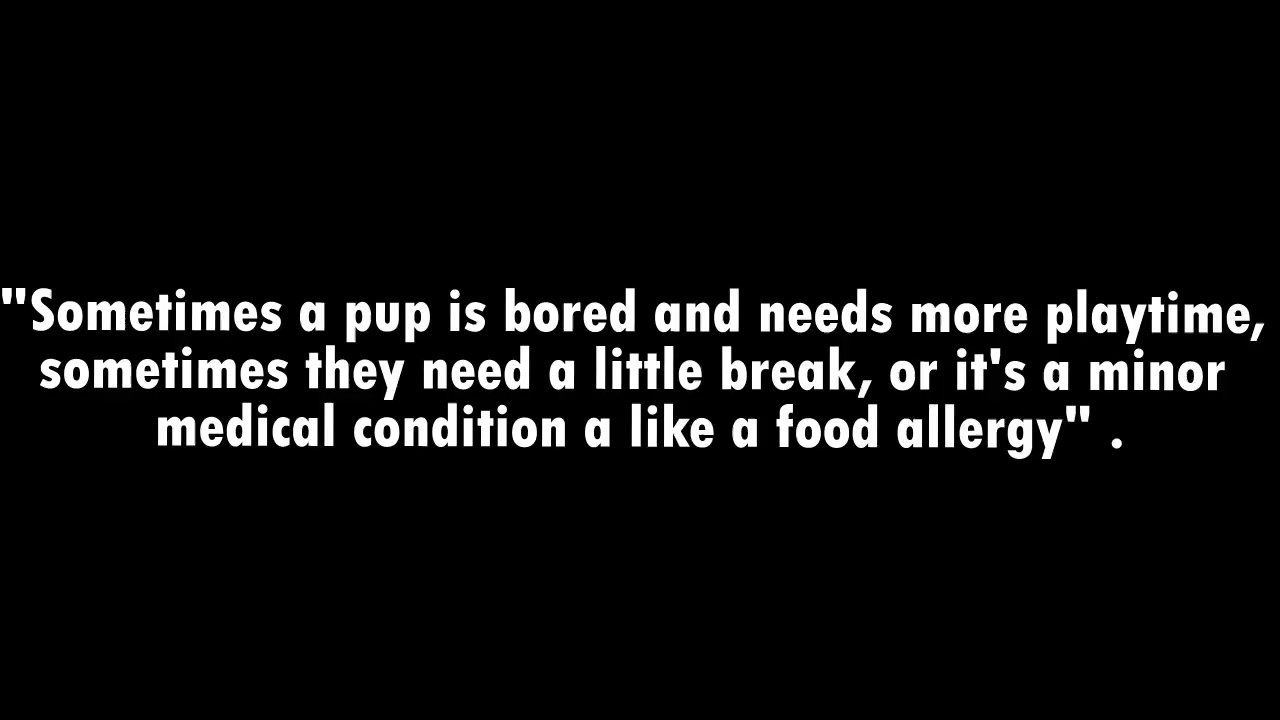 "Sometimes a pup is bored and needs more playtime,
sometimes they need a little break, or it's a minor
medical condition a like a food allergy" .